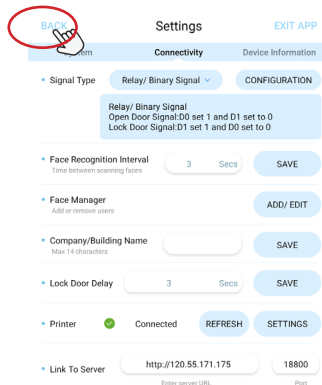 BACK Settings EXIT APP
System Connectivity Device Information
Signal Type Relay/ Binary Signal CONFIGURATION
Relay/ Binary Signal
Open Door Signal:D0 set 1 and D1 set to 0
Lock Door Signal:D1 set 1 and D0 set to 0
Face Recognition Interval 3 Secs SAVE
Time between scanning faces
Face Manager ADD/ EDIT
Add or remove users
Company/Building Name SAVE
Max 14 characters
Lock Door Delay 3 Secs SAVE
Printer Connected REFRESH SETTINGS
Link To Server http://120.55.171.175 18800
Enter server URL Port